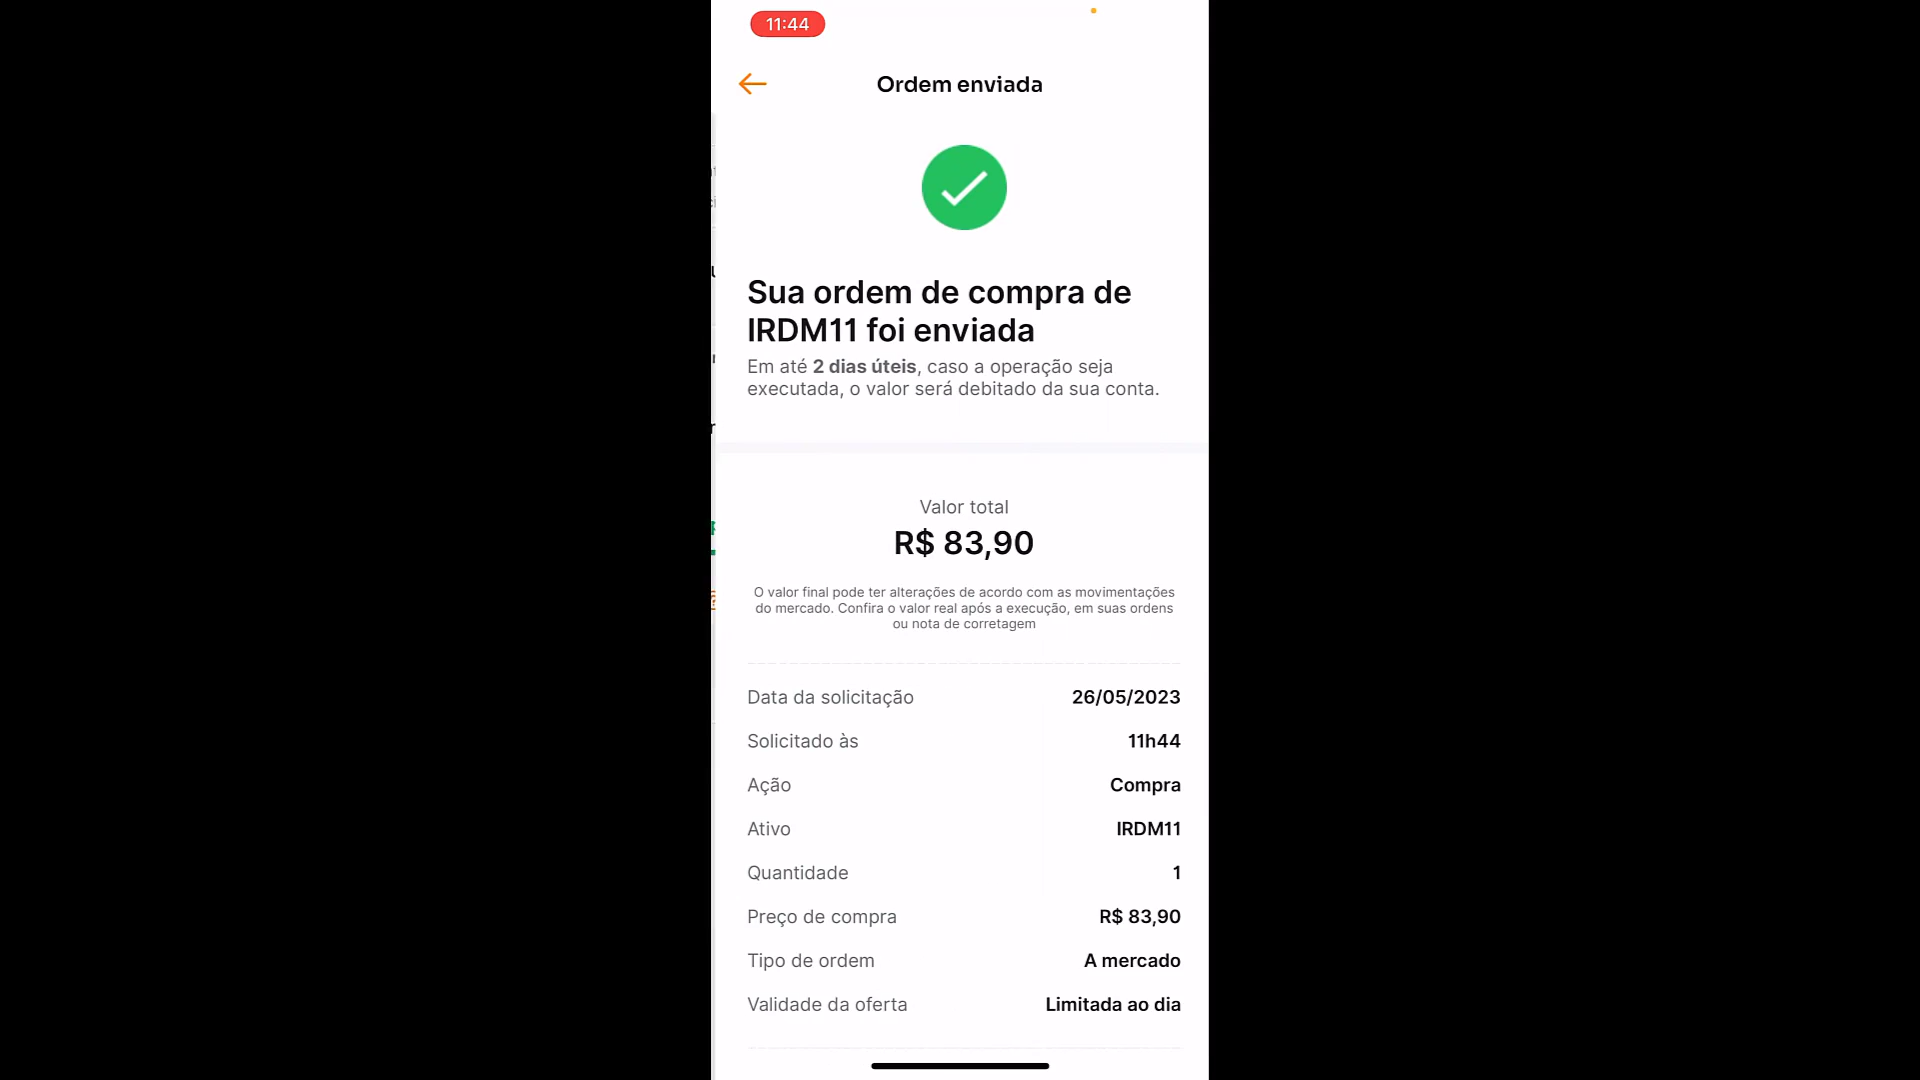 11:44
Ordem enviada
Sua ordem de compra de
IRDM11 foi enviada
Em até 2 dias úteis, caso a operação seja
executada, o valor será debitado da sua conta.
Valor total
R$ 83,90
O valor final pode ter alterações de acordo com as movimentações
do mercado. Confira o valor real após a execução, em suas ordens
ou nota de corretagem
Data da solicitação 26/05/2023
Solicitado às 11h44
Ação Compra
Ativo IRDM11
Quantidade 1
Preço de compra R$ 83,90
Tipo de ordem A mercado
Validade da oferta Limitada ao dia